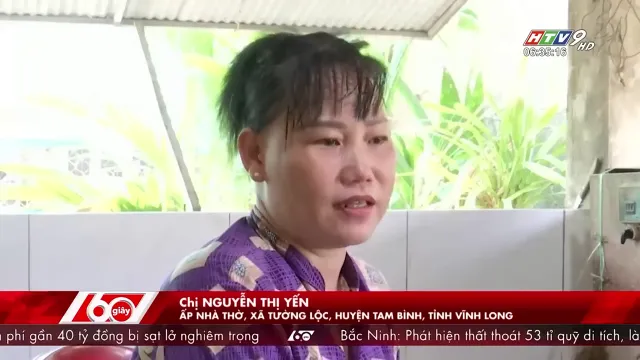 HTV9 HD
06:35:16
60 giây
Chị NGUYỄN THỊ YẾN
ẤP NHÀ THỜ, XÃ TƯỜNG LỘC, HUYỆN TAM BÌNH, TỈNH VĨNH LONG
phí gần 40 tỷ đồng bị sạt lở nghiêm trọng
Bắc Ninh: Phát hiện thất thoát 53 tỉ quỹ di tích, là